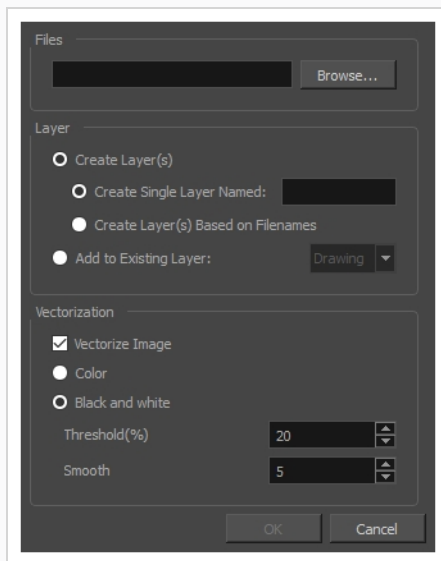 Files
Browse...
Layer
Create Layer(s)
Create Single Layer Named:
Create Layer(s) Based on Filenames
Add to Existing Layer: Drawing
Vectorization
Vectorize Image
Color
Black and white
Threshold(%) 20
Smooth 5
OK Cancel